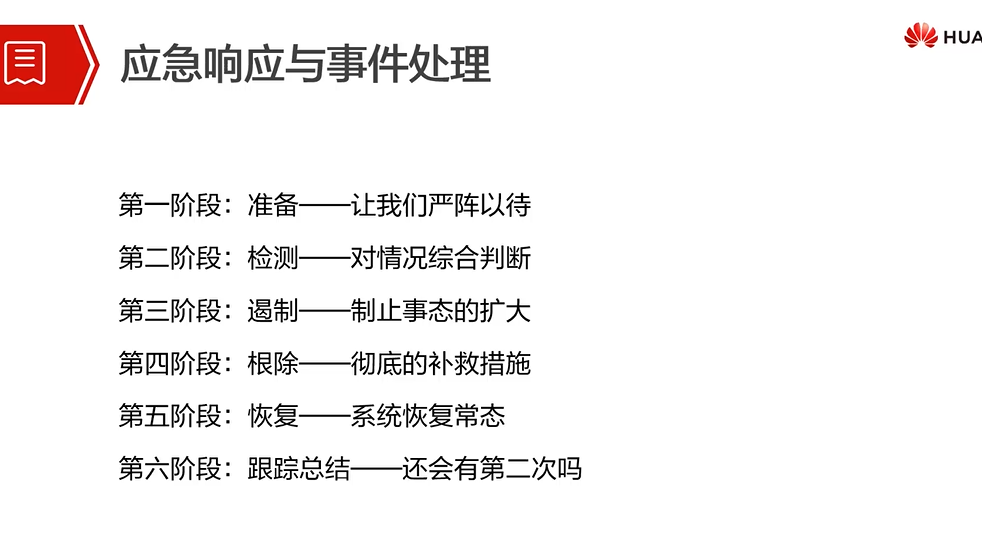 应急响应与事件处理
HUA
第一阶段：准备——让我们严阵以待
第二阶段：检测——对情况综合判断
第三阶段：遏制——制止事态的扩大
第四阶段：根除——彻底的补救措施
第五阶段：恢复——系统恢复常态
第六阶段：跟踪总结——还会有第二次吗